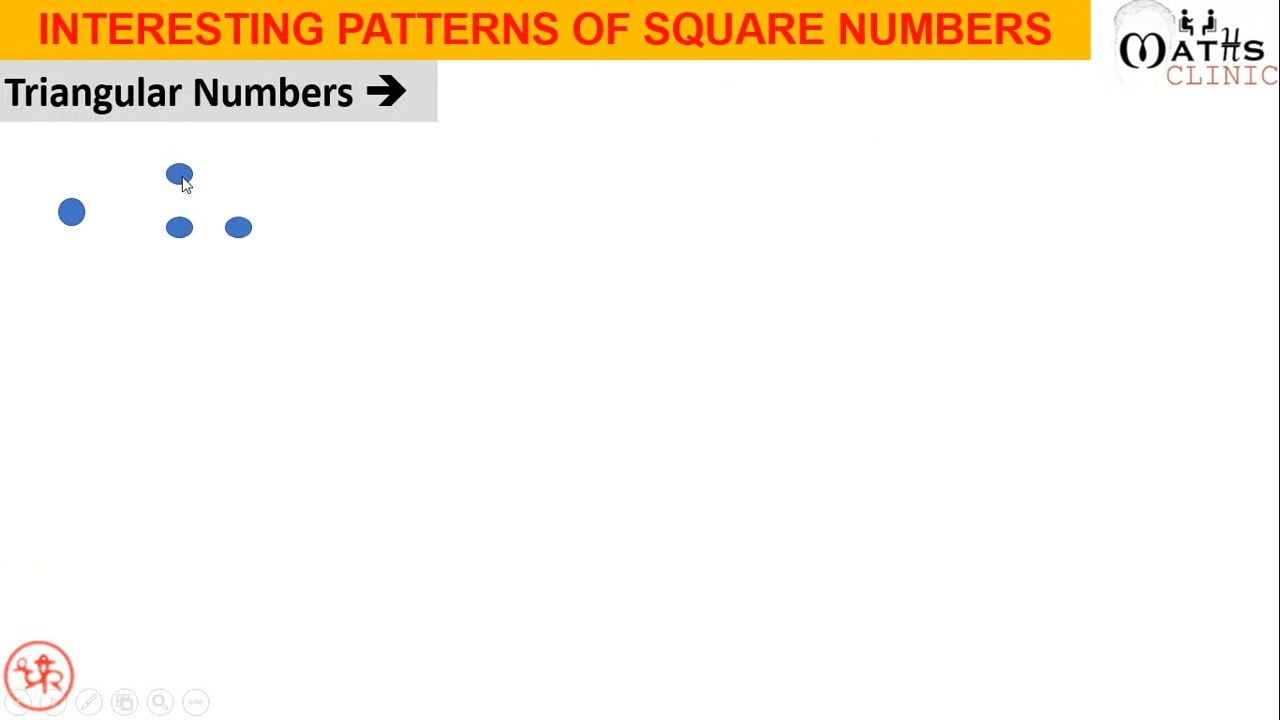 INTERESTING PATTERNS OF SQUARE NUMBERS
MATHS
CLINIC
Triangular Numbers →